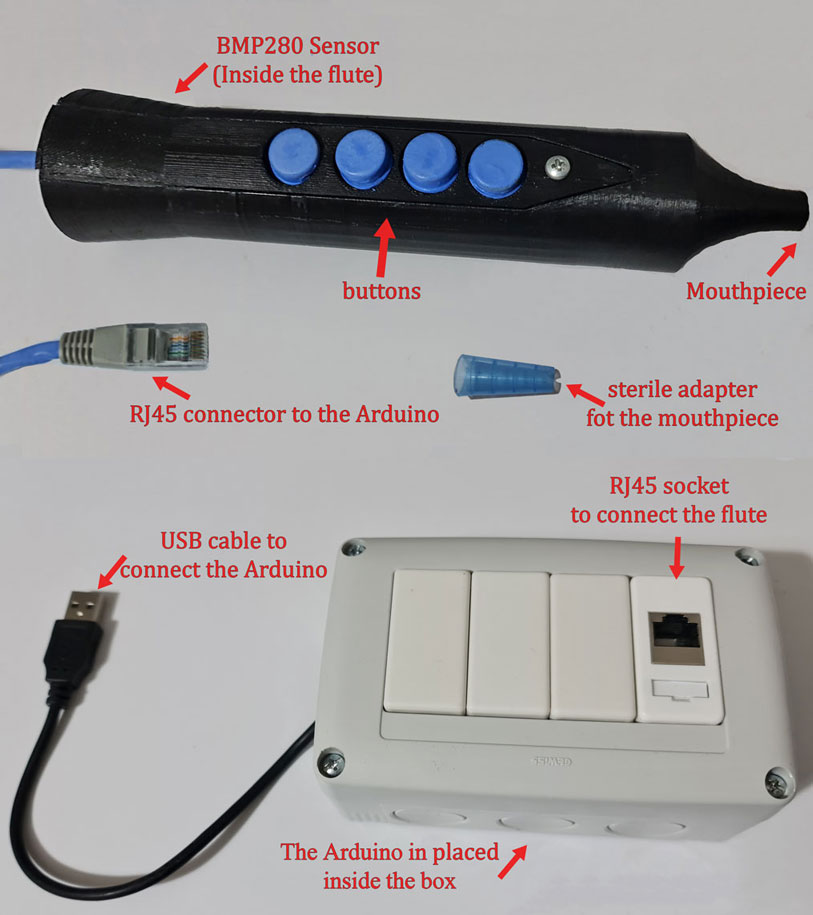 BMP280 Sensor
(Inside the flute)
buttons
Mouthpiece
RJ45 connector to the Arduino
sterile adapter
fot the mouthpiece
RJ45 socket
to connect the flute
USB cable to
connect the Arduino
GEWISS
The Arduino in placed
inside the box